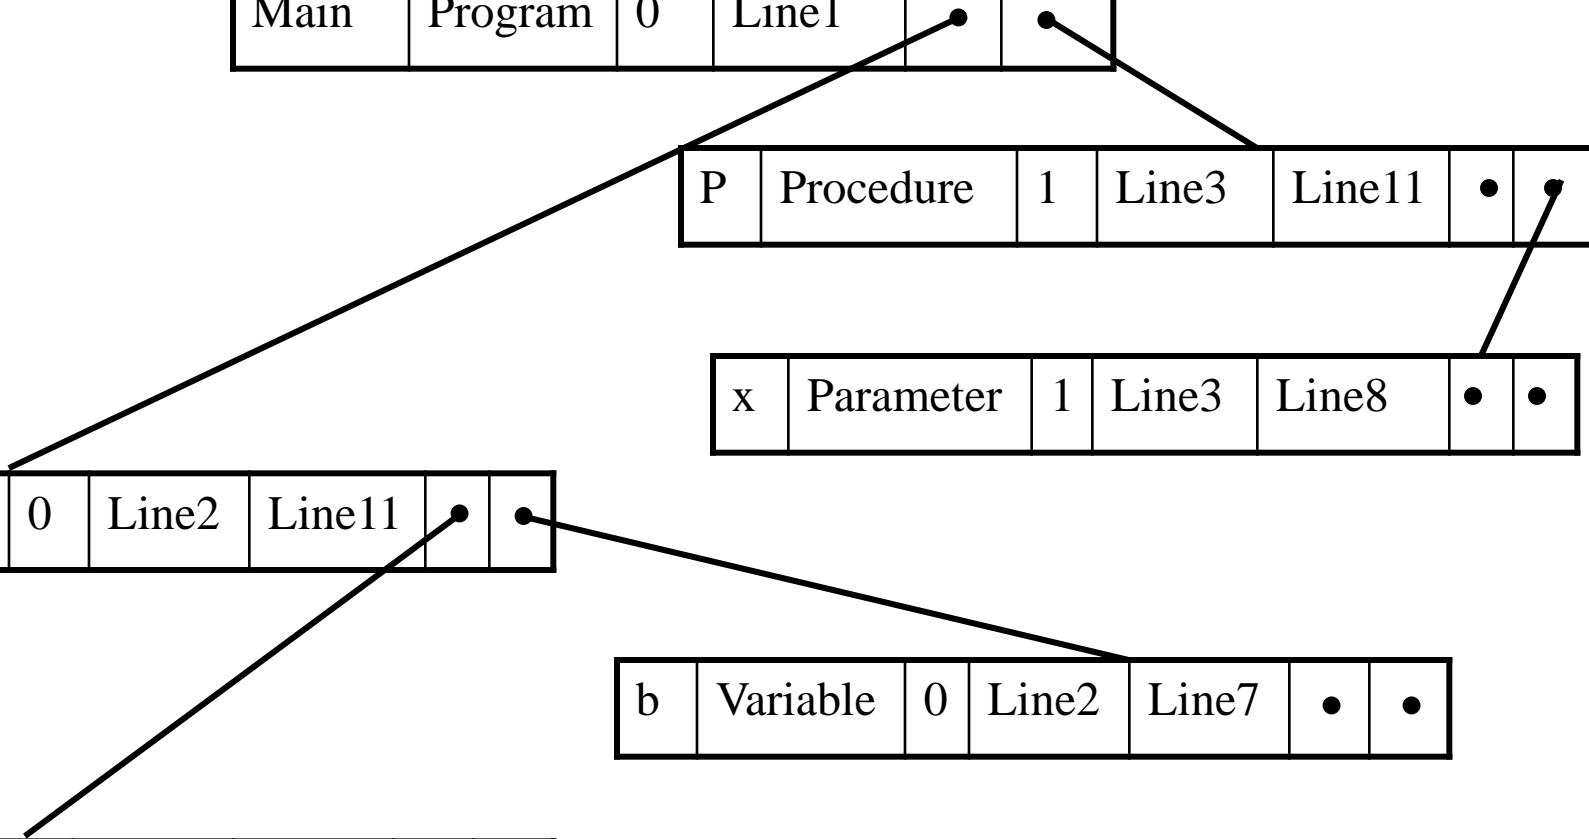 Main Program 0 Line1
P Procedure 1 Line3 Line11
x Parameter 1 Line3 Line8
0 Line2 Line11
b Variable 0 Line2 Line7